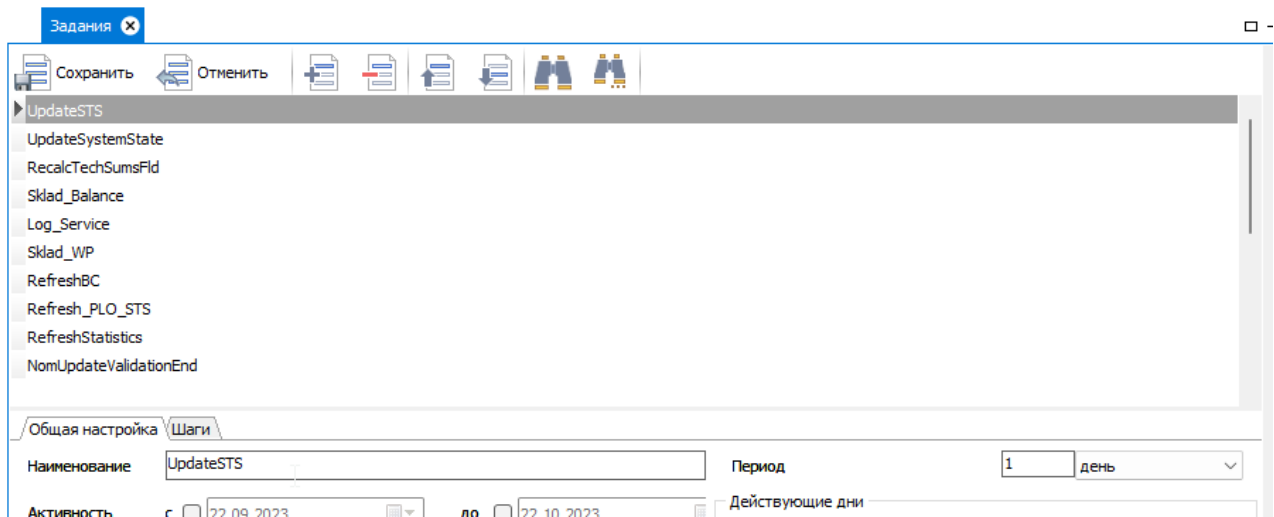 Задания
Сохранить Отменить
UpdateSTS
UpdateSystemState
RecalcTechSumsFld
Sklad_Balance
Log_Service
Sklad_WP
RefreshBC
Refresh_PLO_STS
RefreshStatistics
NomUpdateValidationEnd
Общая настройка Шаги
Наименование UpdateSTS Период 1 день
Действующие дни
Активность с 22.09.2023 до 22.10.2023